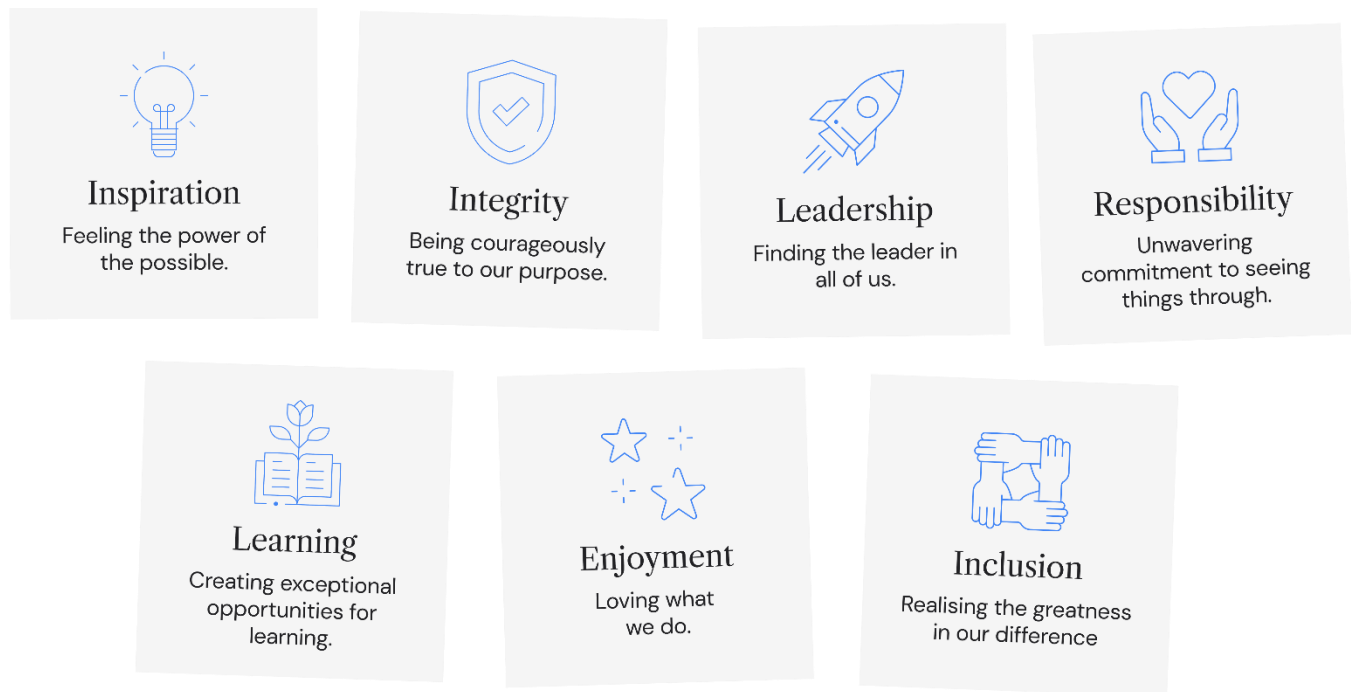 Inspiration
Feeling the power of
the possible.
Integrity
Being courageously
true to our purpose.
Leadership
Finding the leader in
all of us.
Responsibility
Unwavering
commitment to seeing
things through.
Learning
Creating exceptional
opportunities for
learning.
Enjoyment
Loving what
we do.
Inclusion
Realising the greatness
in our difference